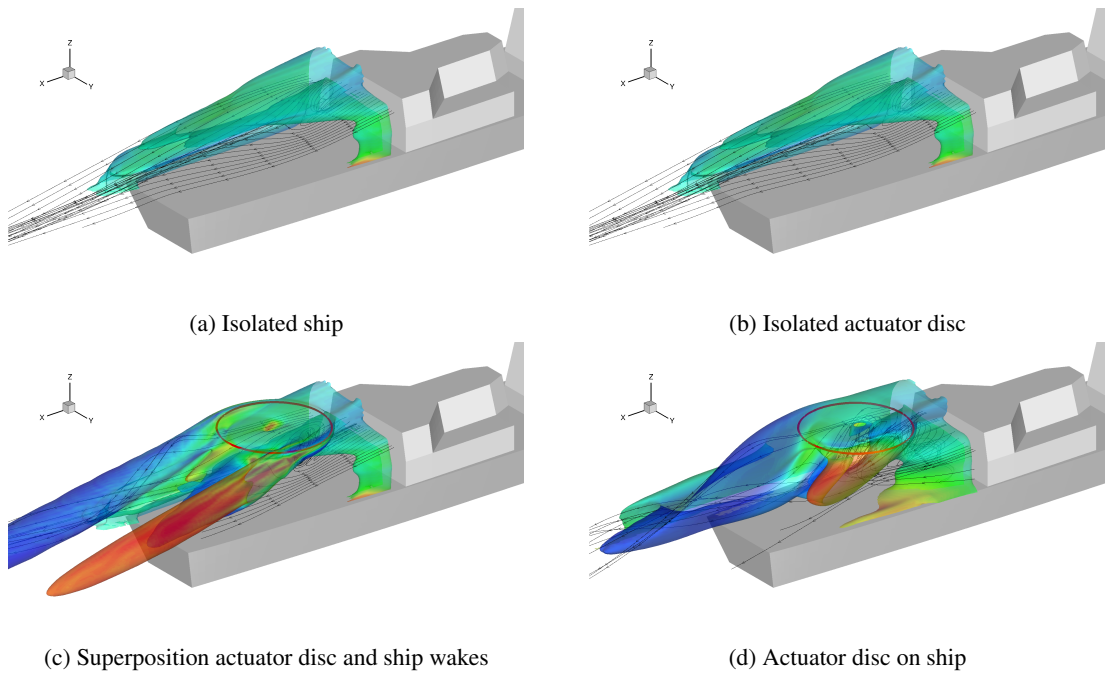 Z
X
Y
Z
X
Y
(a) Isolated ship
(b) Isolated actuator disc
Z
X
Y
Z
X
Y
(c) Superposition actuator disc and ship wakes
(d) Actuator disc on ship